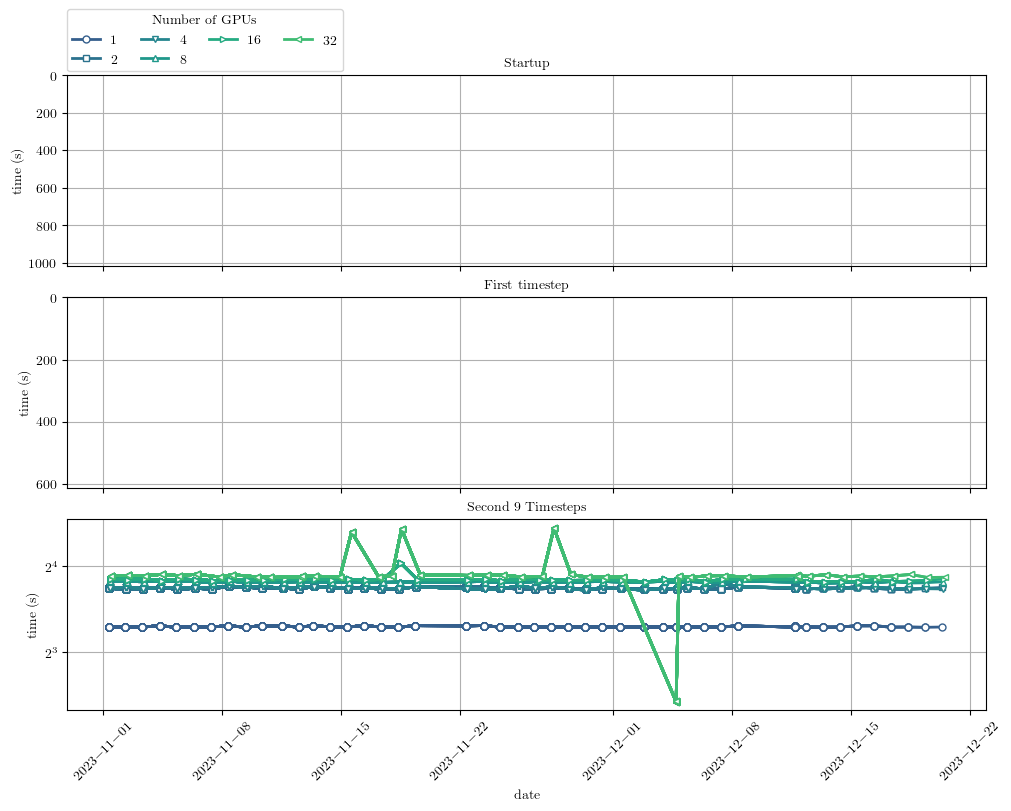 Number of GPUs
1 4 16 32
2 8
Startup
0
200
400
600
800
1000
time (s)
First timestep
0
200
400
600
time (s)
Second 9 Timesteps
2⁴
2³
time (s)
2023−11−01 2023−11−08 2023−11−15 2023−11−22 2023−12−01 2023−12−08 2023−12−15 2023−12−22
date